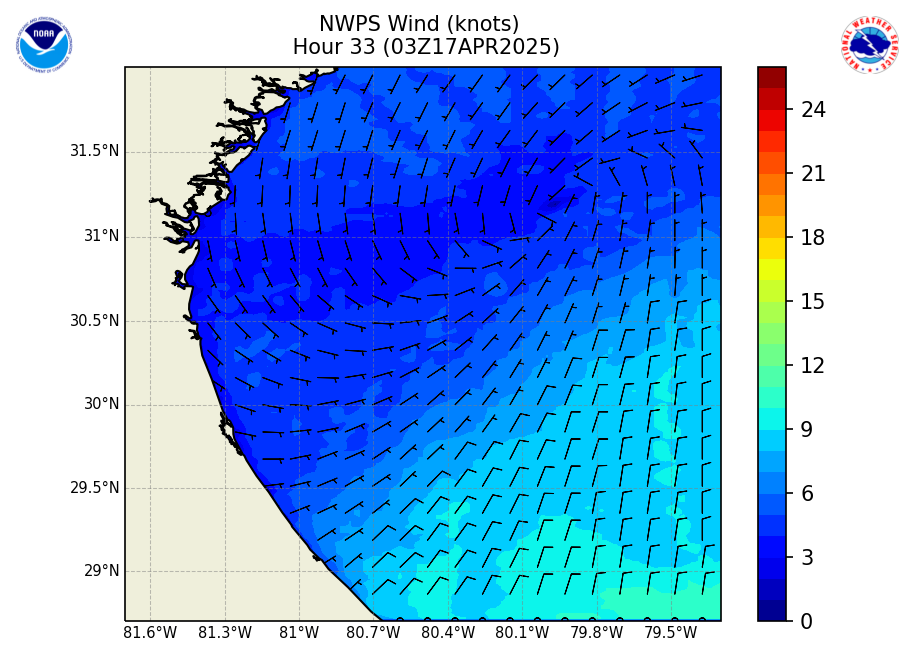 NWPS Wind (knots)
Hour 33 (03Z17APR2025)
NOAA
NATIONAL WEATHER SERVICE
31.5°N
31°N
30.5°N
30°N
29.5°N
29°N
81.6°W 81.3°W 81°W 80.7°W 80.4°W 80.1°W 79.8°W 79.5°W
24
21
18
15
12
9
6
3
0